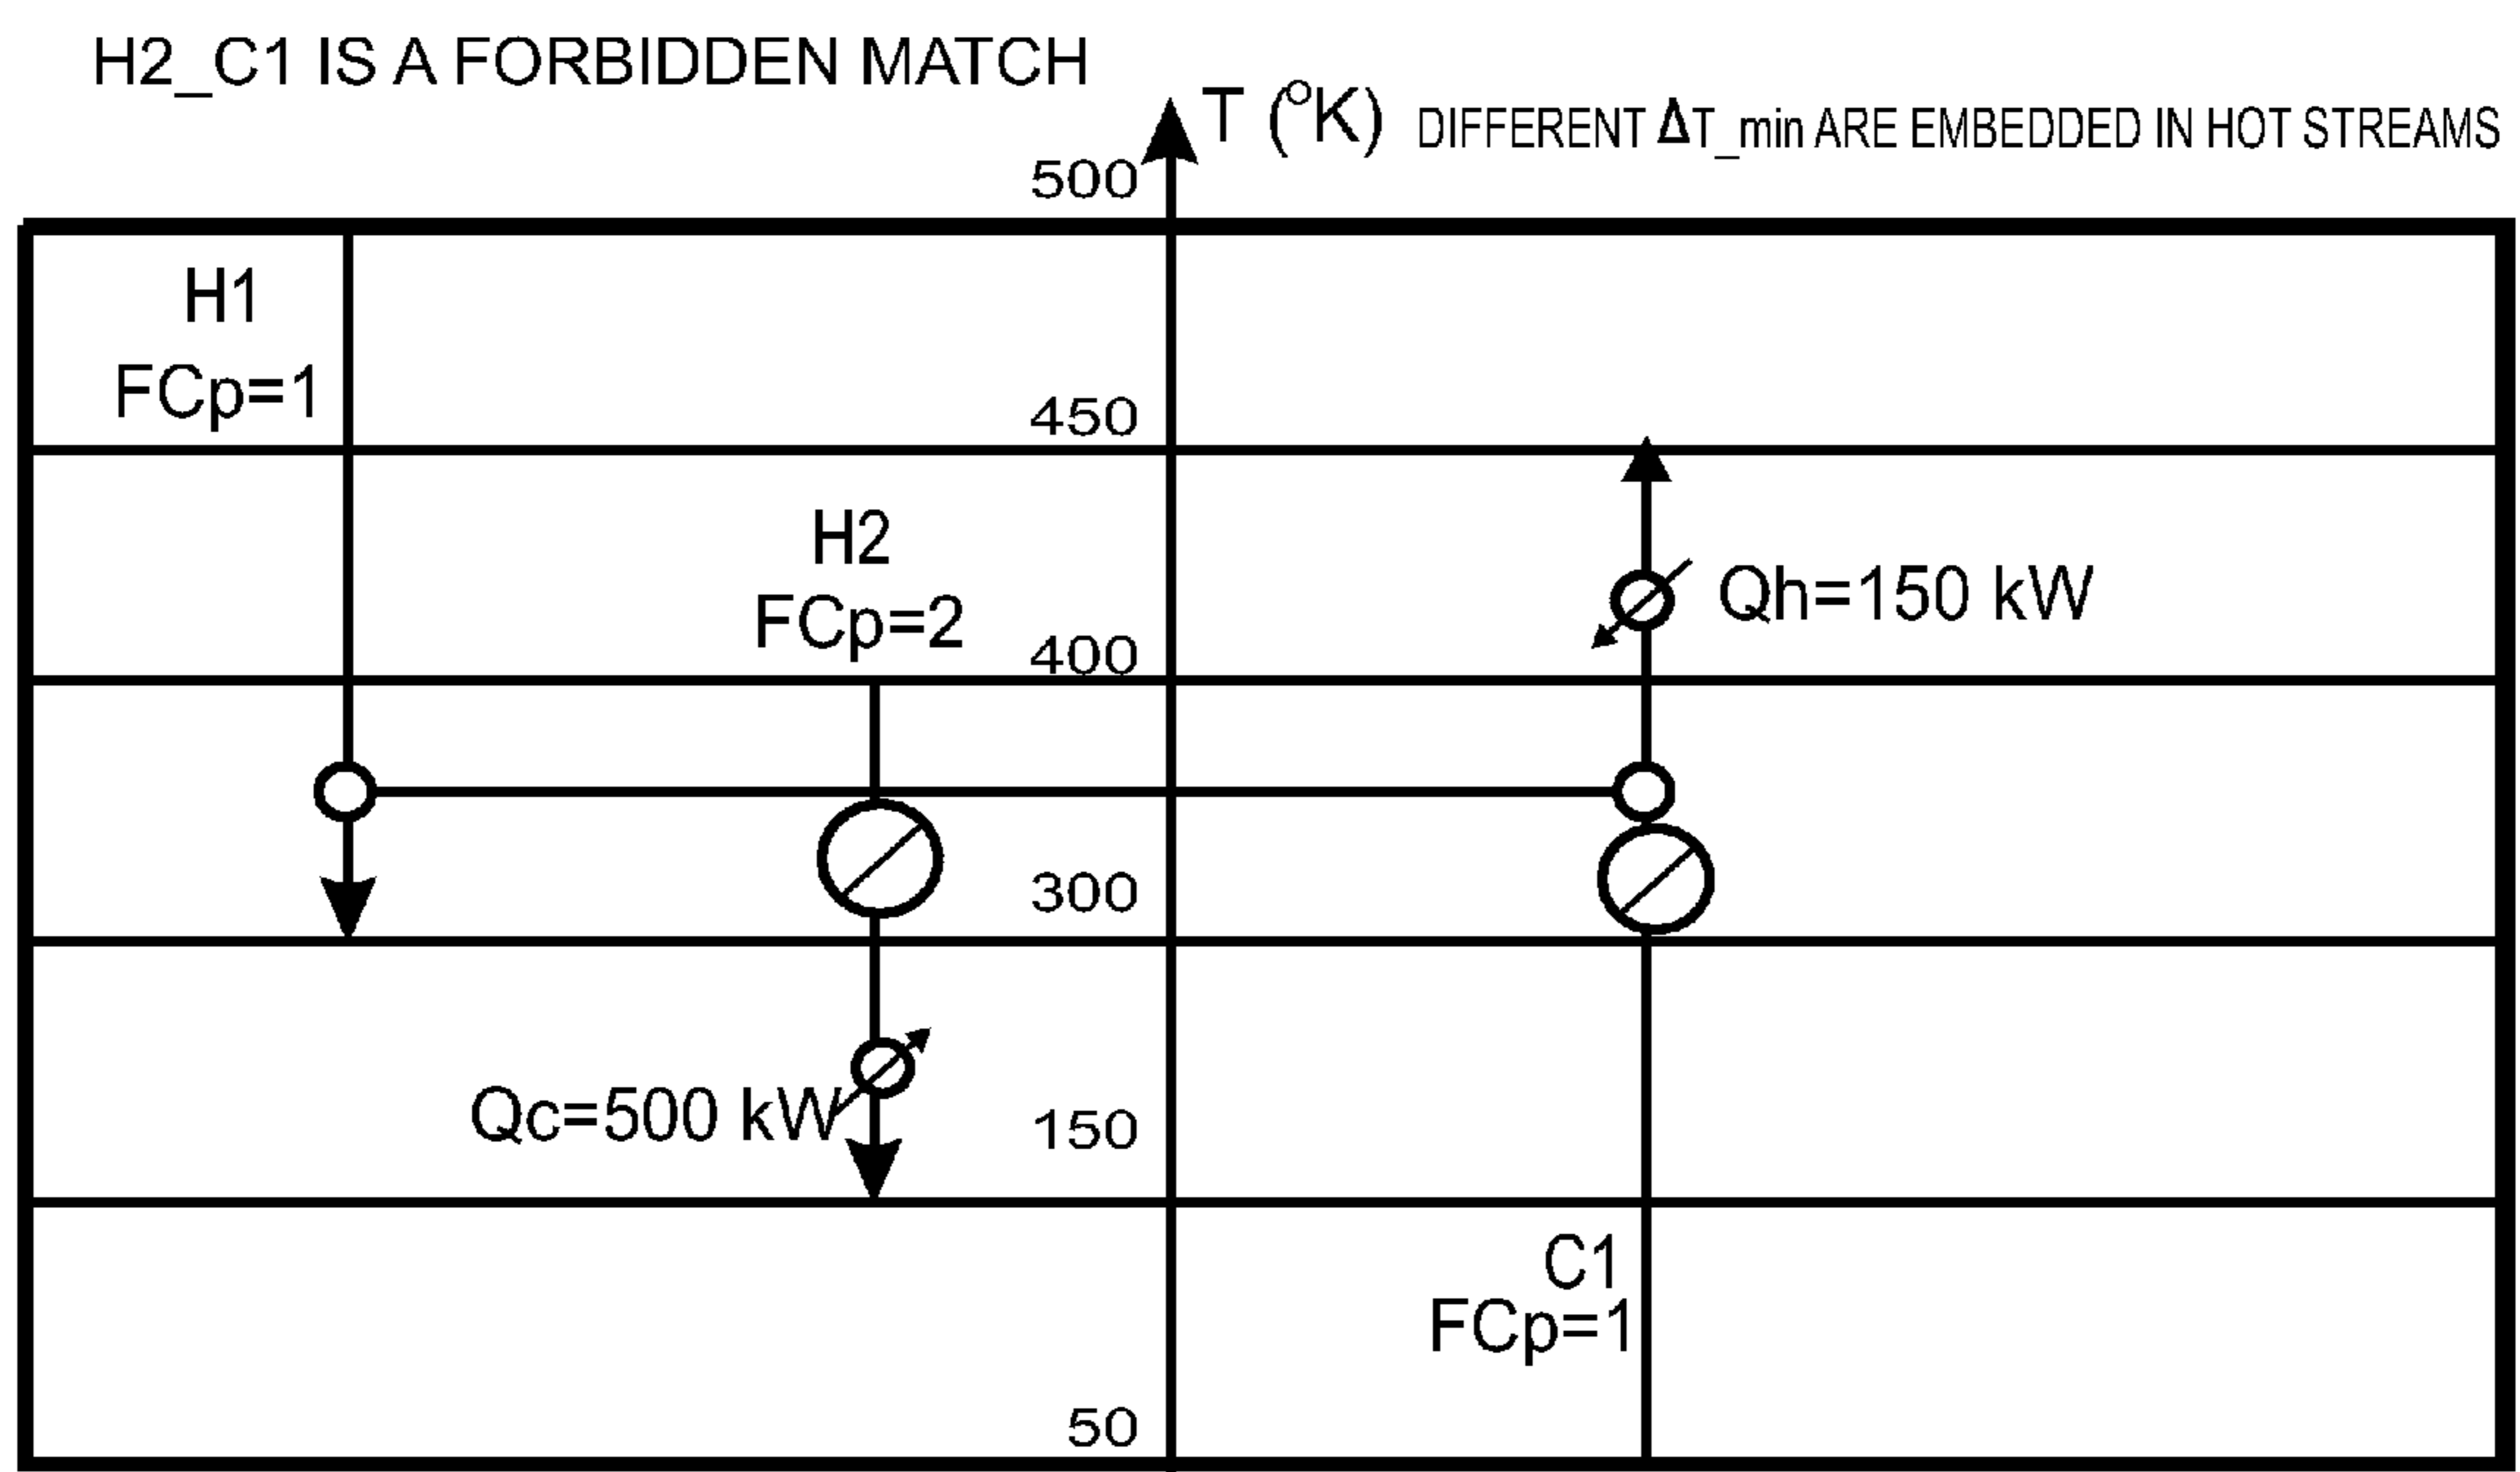 H2_C1 IS A FORBIDDEN MATCH
T (°K) DIFFERENT ΔT_min ARE EMBEDDED IN HOT STREAMS
500
H1
FCp=1
450
H2
FCp=2
Qh=150 kW
400
300
Qc=500 kW
150
C1
FCp=1
50